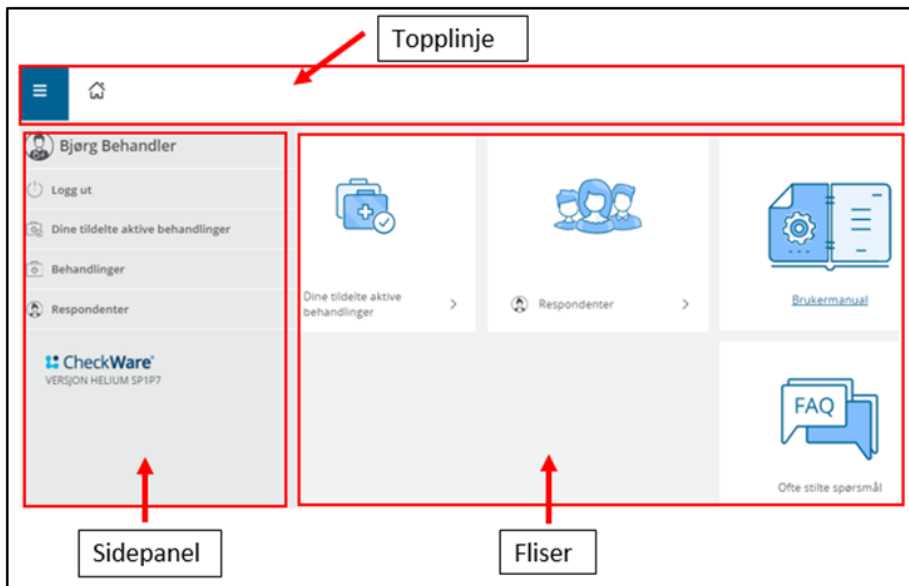 Topplinje
Bjørg Behandler
Logg ut
Dine tildelte aktive behandlinger
Behandlinger
Respondenter
CheckWare®
VERSJON HELIUM SP1P7
Dine tildelte aktive
behandlinger
Respondenter
Brukermanual
FAQ
Ofte stilte spørsmål
Sidepanel
Fliser